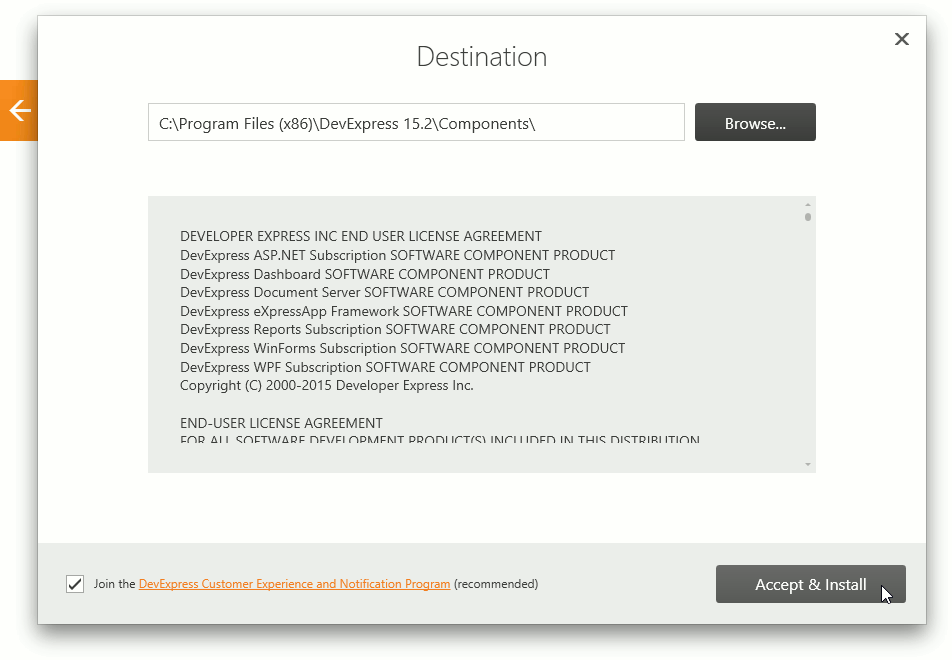 Destination
C:\Program Files (x86)\DevExpress 15.2\Components\
Browse...
DEVELOPER EXPRESS INC END USER LICENSE AGREEMENT
DevExpress ASP.NET Subscription SOFTWARE COMPONENT PRODUCT
DevExpress Dashboard SOFTWARE COMPONENT PRODUCT
DevExpress Document Server SOFTWARE COMPONENT PRODUCT
DevExpress eXpressApp Framework SOFTWARE COMPONENT PRODUCT
DevExpress Reports Subscription SOFTWARE COMPONENT PRODUCT
DevExpress WinForms Subscription SOFTWARE COMPONENT PRODUCT
DevExpress WPF Subscription SOFTWARE COMPONENT PRODUCT
Copyright (C) 2000-2015 Developer Express Inc.
END-USER LICENSE AGREEMENT
FOR ALL SOFTWARE DEVELOPMENT PRODUCT(S) INCLUDED IN THIS DISTRIBUTION
Join the DevExpress Customer Experience and Notification Program (recommended)
Accept & Install